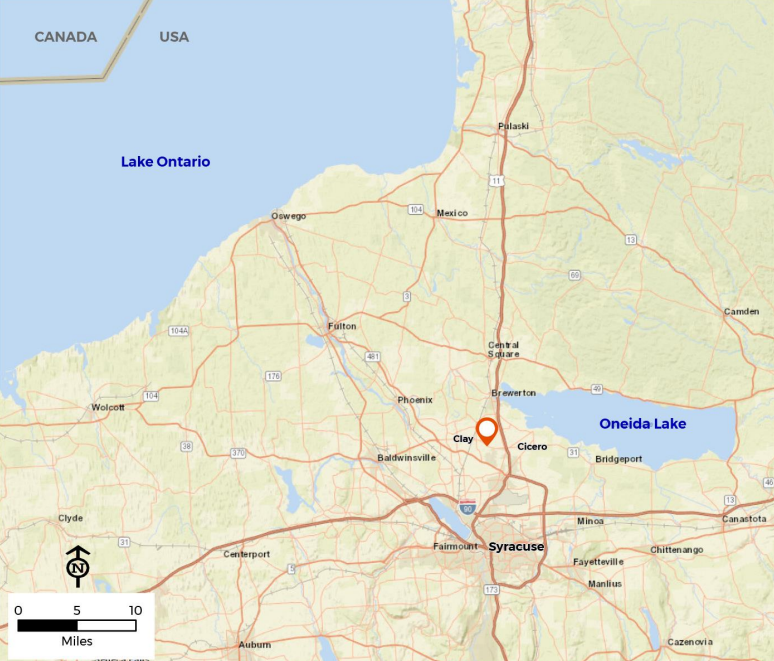 CANADA
USA
Lake Ontario
Pulaski
11
Oswego
104
Mexico
13
69
3
Camden
104A
Fulton
Central
Square
481
176
Brewerton
49
104
Wolcott
Phoenix
Oneida Lake
Clay
Cicero
38
370
Baldwinsville
31
Bridgeport
46
13
90
Clyde
Minoa
Canastota
31
Centerport
Fairmount
Syracuse
Chittenango
N
5
Fayetteville
Manlius
173
0 5 10
Miles
Auburn
Cazenovia